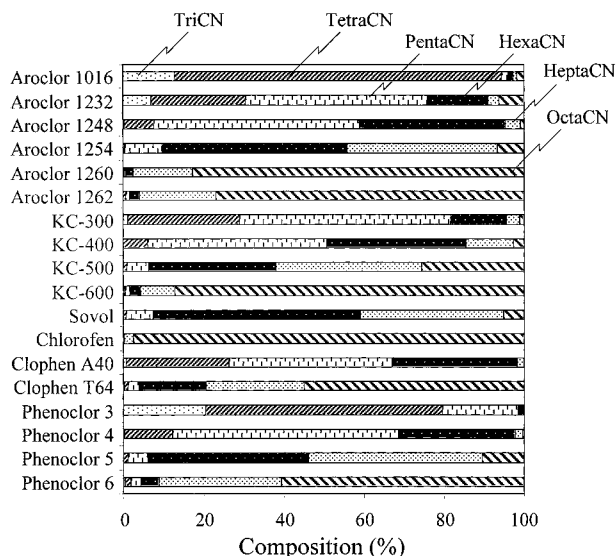 TriCN
TetraCN
PentaCN
HexaCN
HeptaCN
OctaCN
Aroclor 1016
Aroclor 1232
Aroclor 1248
Aroclor 1254
Aroclor 1260
Aroclor 1262
KC-300
KC-400
KC-500
KC-600
Sovol
Chlorofen
Clophen A40
Clophen T64
Phenoclor 3
Phenoclor 4
Phenoclor 5
Phenoclor 6
0 20 40 60 80 100
Composition (%)